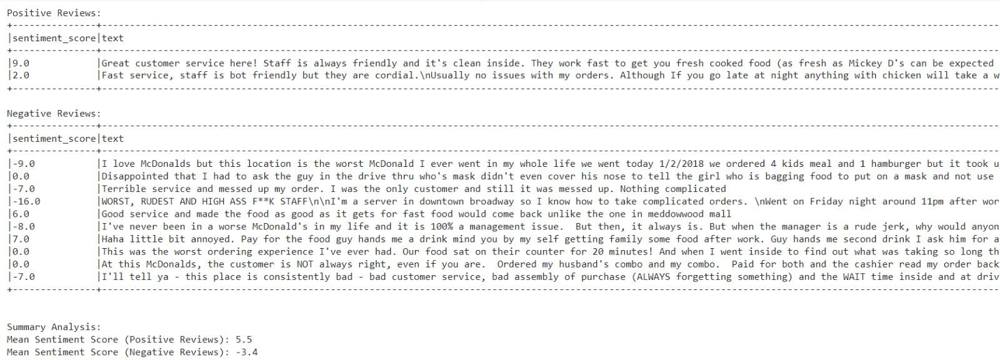 Positive Reviews:
+---------------+----------------------------------------------------------------
|sentiment_score|text
+---------------+----------------------------------------------------------------
|9.0            |Great customer service here! Staff is always friendly and it's clean inside. They work fast to get you fresh cooked food (as fresh as Mickey D's can be expected
|2.0            |Fast service, staff is bot friendly but they are cordial.\nUsually no issues with my orders. Although If you go late at night anything with chicken will take a w
+---------------+----------------------------------------------------------------
Negative Reviews:
+---------------+----------------------------------------------------------------
|sentiment_score|text
+---------------+----------------------------------------------------------------
|-9.0           |I love McDonalds but this location is the worst McDonald I ever went in my whole life we went today 1/2/2018 we ordered 4 kids meal and 1 hamburger but it took u
|0.0            |Disappointed that I had to ask the guy in the drive thru who's mask didn't even cover his nose to tell the girl who is bagging food to put on a mask and not use
|-7.0           |Terrible service and messed up my order. I was the only customer and still it was messed up. Nothing complicated
|-16.0          |WORST, RUDEST AND HIGH ASS F**K STAFF\n\nI'm a server in downtown broadway so I know how to take complicated orders. \nWent on Friday night around 11pm after wor
|6.0            |Good service and made the food as good as it gets for fast food would come back unlike the one in meddowwood mall
|-8.0           |I've never been in a worse McDonald's in my life and it is 100% a management issue.  But then, it always is. But when the manager is a rude jerk, why would anyon
|7.0            |Haha little bit annoyed. Pay for the food guy hands me a drink mind you by my self getting family some food after work. Guy hands me second drink I ask him for a
|0.0            |This was the worst ordering experience I've ever had. Our food sat on their counter for 20 minutes! And when I went inside to find out what was taking so long th
|0.0            |At this McDonalds, the customer is NOT always right, even if you are.  Ordered my husband's combo and my combo.  Paid for both and the cashier read my order back
|-7.0           |I'll tell ya - this place is consistently bad - bad customer service, bad assembly of purchase (ALWAYS forgetting something) and the WAIT time inside and at driv
+---------------+----------------------------------------------------------------
Summary Analysis:
Mean Sentiment Score (Positive Reviews): 5.5
Mean Sentiment Score (Negative Reviews): -3.4